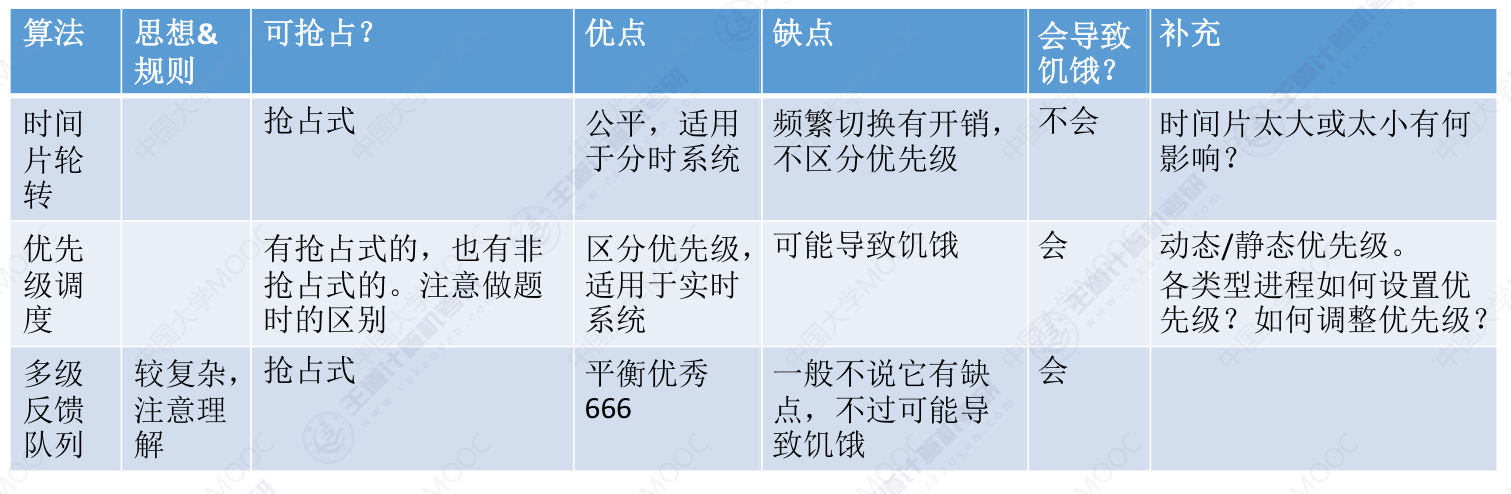 算法 思想& 可抢占？ 优点 缺点 会导致 补充
规则 饥饿？
时间 抢占式 公平，适用 频繁切换有开销， 不会 时间片太大或太小有何
片轮 于分时系统 不区分优先级 影响？
转
优先 有抢占式的，也有非 区分优先级， 可能导致饥饿 会 动态/静态优先级。
级调 抢占式的。注意做题 适用于实时 各类型进程如何设置优
度 时的区别 系统 先级？如何调整优先级？
多级 较复杂， 抢占式 平衡优秀 一般不说它有缺 会
反馈 注意理 666 点，不过可能导
队列 解 致饥饿